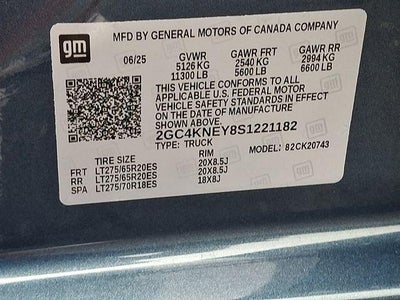 gm
MFD BY GENERAL MOTORS OF CANADA COMPANY
06/25 GVWR GAWR FRT GAWR RR
5126 KG 2540 KG 2994 KG
11300 LB 5600 LB 6600 LB
THIS VEHICLE CONFORMS TO ALL
APPLICABLE U.S. FEDERAL MOTOR
VEHICLE SAFETY STANDARDS IN EFFECT
ON THE DATE OF MANUFACTURE SHOWN ABOVE.
2GC4KNEY8S1221182
TYPE: TRUCK MODEL: 82CK20743
TIRE SIZE RIM
FRT LT275/65R20ES 20X8.5J
RR LT275/65R20ES 20X8.5J
SPA LT275/70R18ES 18X8J